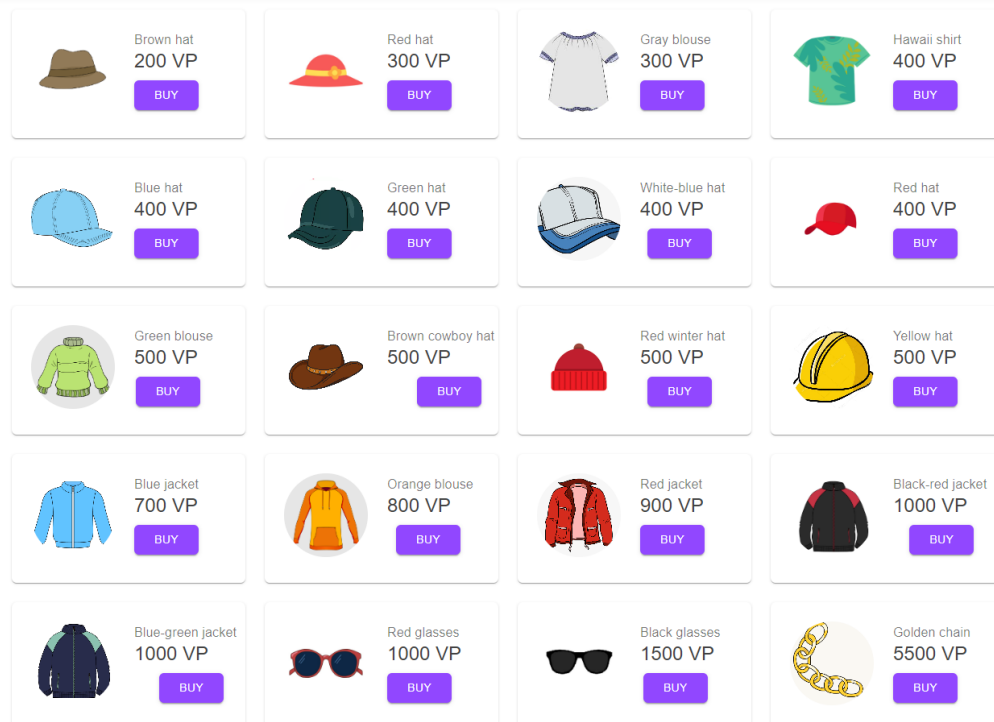 Brown hat
200 VP
BUY
Red hat
300 VP
BUY
Gray blouse
300 VP
BUY
Hawaii shirt
400 VP
BUY
Blue hat
400 VP
BUY
Green hat
400 VP
BUY
White-blue hat
400 VP
BUY
Red hat
400 VP
BUY
Green blouse
500 VP
BUY
Brown cowboy hat
500 VP
BUY
Red winter hat
500 VP
BUY
Yellow hat
500 VP
BUY
Blue jacket
700 VP
BUY
Orange blouse
800 VP
BUY
Red jacket
900 VP
BUY
Black-red jacket
1000 VP
BUY
Blue-green jacket
1000 VP
BUY
Red glasses
1000 VP
BUY
Black glasses
1500 VP
BUY
Golden chain
5500 VP
BUY